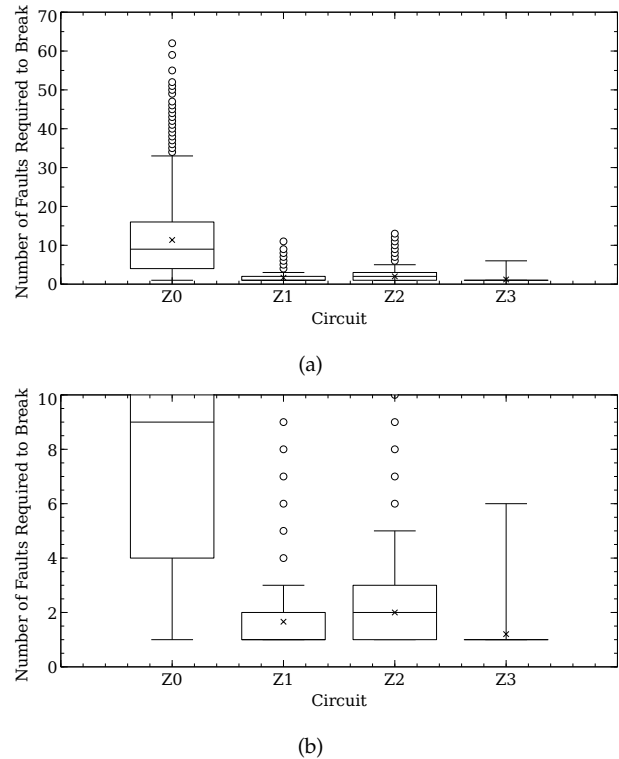 Number of Faults Required to Break
70
60
50
40
30
20
10
0
Z0 Z1 Z2 Z3
Circuit
(a)
Number of Faults Required to Break
10
8
6
4
2
0
Z0 Z1 Z2 Z3
Circuit
(b)